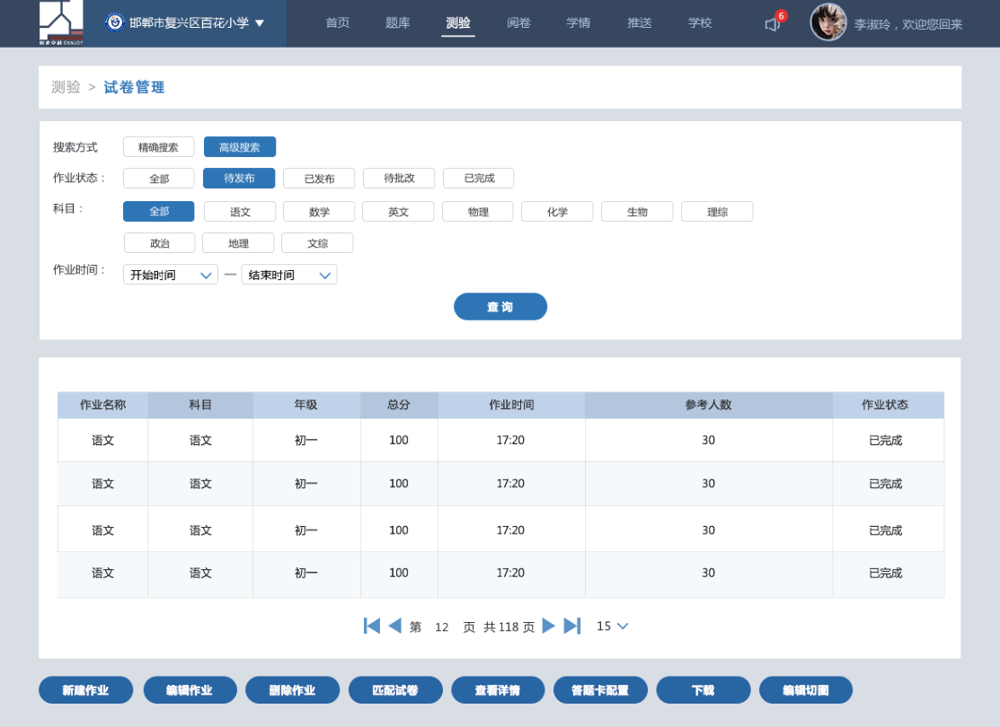 邯郸市复兴区百花小学 ▼ 首页 题库 测验 阅卷 学情 推送 学校 6 李淑玲，欢迎您回来
测验 > 试卷管理
搜索方式 精确搜索 高级搜索
作业状态： 全部 待发布 已发布 待批改 已完成
科目： 全部 语文 数学 英文 物理 化学 生物 理综
政治 地理 文综
作业时间： 开始时间 — 结束时间
查 询
作业名称 科目 年级 总分 作业时间 参考人数 作业状态
语文 语文 初一 100 17:20 30 已完成
语文 语文 初一 100 17:20 30 已完成
语文 语文 初一 100 17:20 30 已完成
语文 语文 初一 100 17:20 30 已完成
第 12 页 共118页 15
新建作业 编辑作业 删除作业 匹配试卷 查看详情 答题卡配置 下载 编辑切图